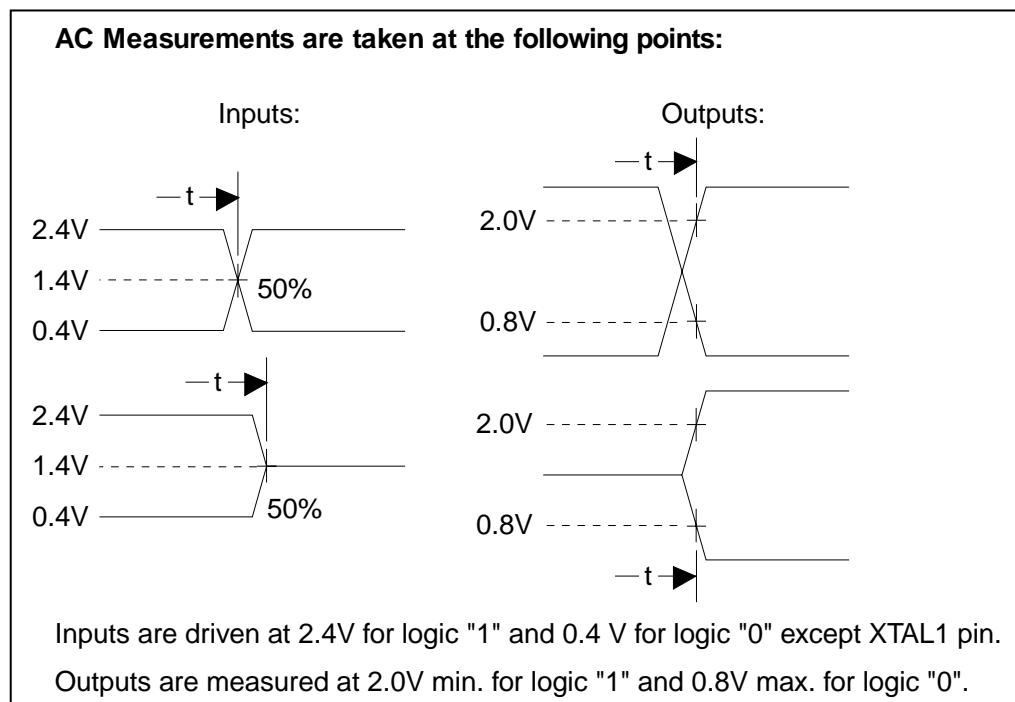 AC Measurements are taken at the following points:
Inputs:
Outputs:
t
2.4V
1.4V
50%
0.4V
t
2.4V
1.4V
0.4V
50%
t
2.0V
0.8V
2.0V
0.8V
t
Inputs are driven at 2.4V for logic "1" and 0.4 V for logic "0" except XTAL1 pin.
Outputs are measured at 2.0V min. for logic "1" and 0.8V max. for logic "0".